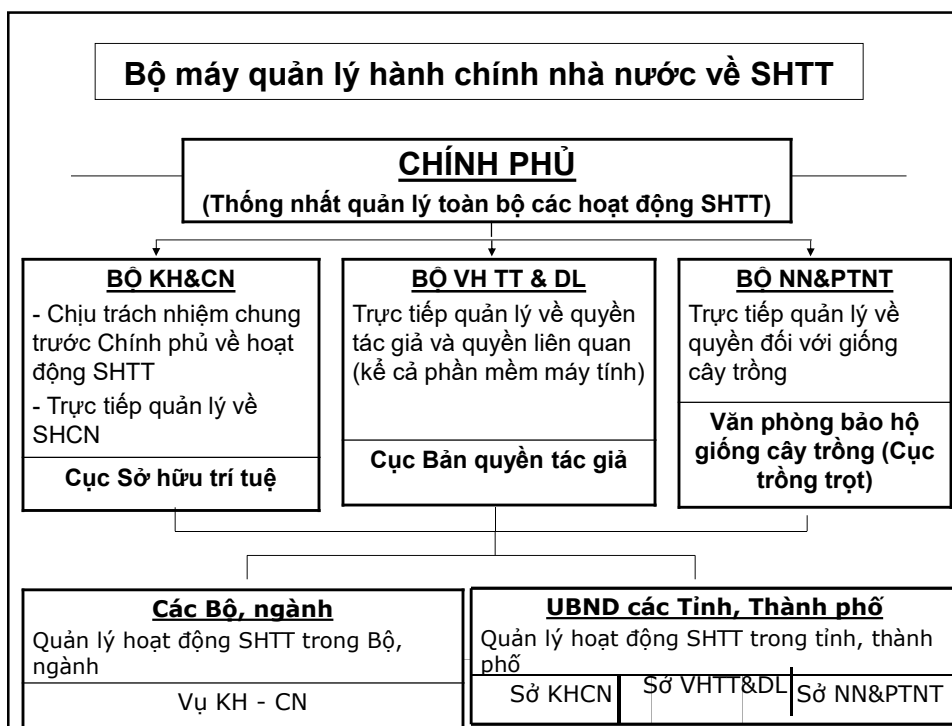 Bộ máy quản lý hành chính nhà nước về SHTT
CHÍNH PHỦ
(Thống nhất quản lý toàn bộ các hoạt động SHTT)
BỘ KH&CN
- Chịu trách nhiệm chung
trước Chính phủ về hoạt
động SHTT
- Trực tiếp quản lý về
SHCN
Cục Sở hữu trí tuệ
BỘ VH TT & DL
Trực tiếp quản lý về quyền
tác giả và quyền liên quan
(kể cả phần mềm máy tính)
Cục Bản quyền tác giả
BỘ NN&PTNT
Trực tiếp quản lý về
quyền đối với giống
cây trồng
Văn phòng bảo hộ
giống cây trồng (Cục
trồng trọt)
Các Bộ, ngành
Quản lý hoạt động SHTT trong Bộ,
ngành
Vụ KH - CN
UBND các Tỉnh, Thành phố
Quản lý hoạt động SHTT trong tỉnh, thành
phố
Sở KHCN
Sở VHTT&DL
Sở NN&PTNT